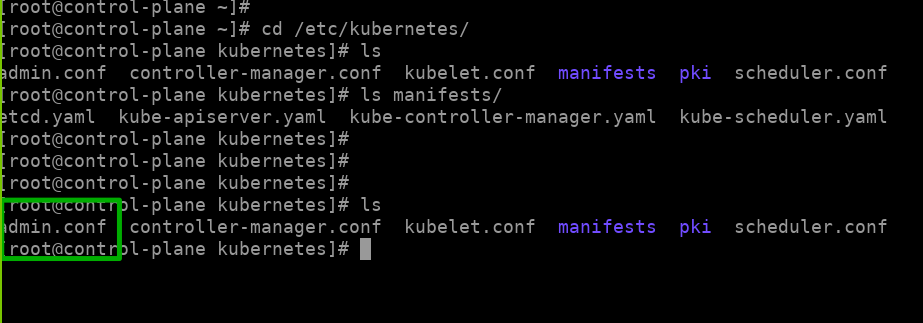 [root@control-plane ~]#
[root@control-plane ~]# cd /etc/kubernetes/
[root@control-plane kubernetes]# ls
admin.conf  controller-manager.conf  kubelet.conf  manifests  pki  scheduler.conf
[root@control-plane kubernetes]# ls manifests/
etcd.yaml  kube-apiserver.yaml  kube-controller-manager.yaml  kube-scheduler.yaml
[root@control-plane kubernetes]#
[root@control-plane kubernetes]#
[root@control-plane kubernetes]#
[root@control-plane kubernetes]# ls
admin.conf  controller-manager.conf  kubelet.conf  manifests  pki  scheduler.conf
[root@control-plane kubernetes]#